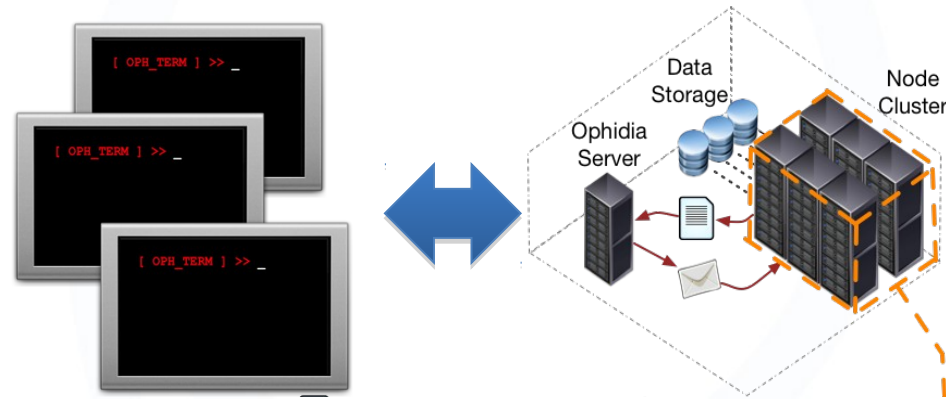 [ OPH_TERM ] >> _
[ OPH_TERM ] >> _
[ OPH_TERM ] >> _
Data
Storage
Node
Cluster
Ophidia
Server